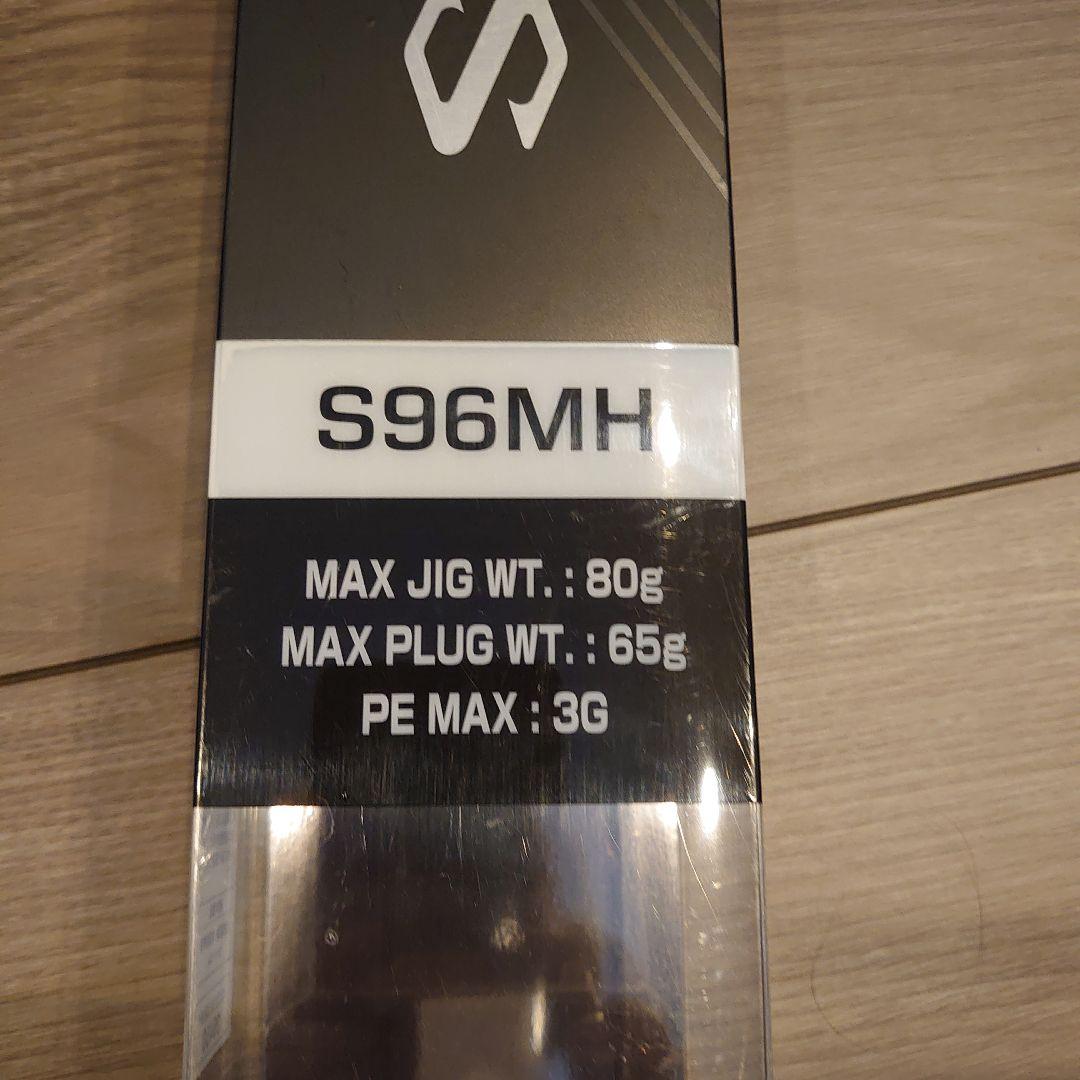 S96MH
MAX JIG WT. : 80g
MAX PLUG WT. : 65g
PE MAX : 3G